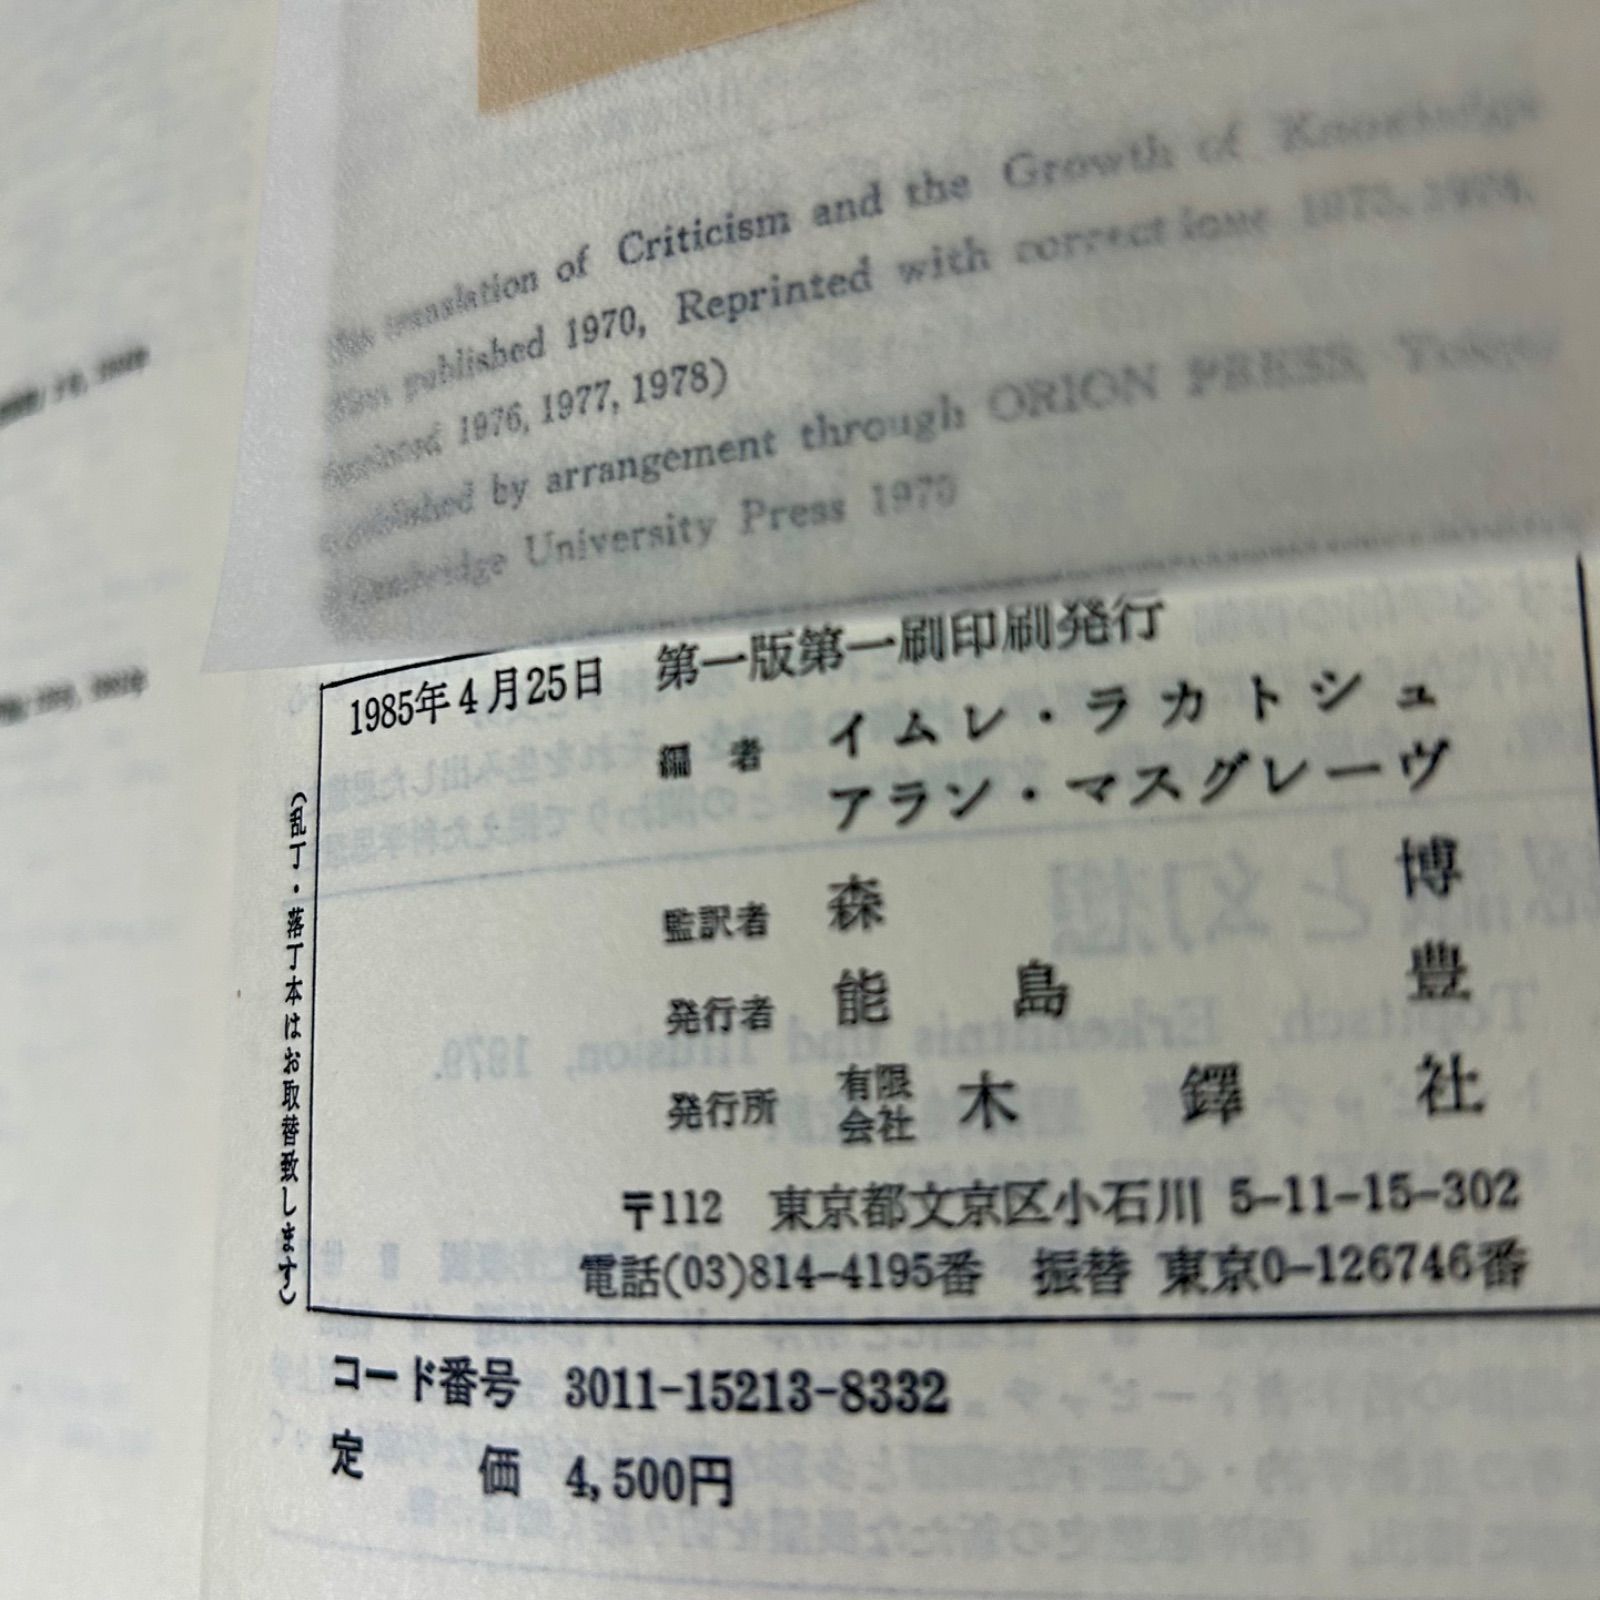 translation of Criticism and the Growth of Knowledge
published 1970, Reprinted with corrections 1973, 1974,
1976, 1977, 1978)
published by arrangement through ORION PRESS, Tokyo
Cambridge University Press 1970
1985年4月25日 第一版第一刷印刷発行
編者 イムレ・ラカトシュ
アラン・マスグレーヴ
監訳者 森 博
発行者 能島豊
発行所 有限会社 木鐸社
〒112 東京都文京区小石川 5-11-15-302
電話(03)814-4195番 振替 東京0-126746番
(乱丁・落丁本はお取替致します)
コード番号 3011-15213-8332
定価 4,500円